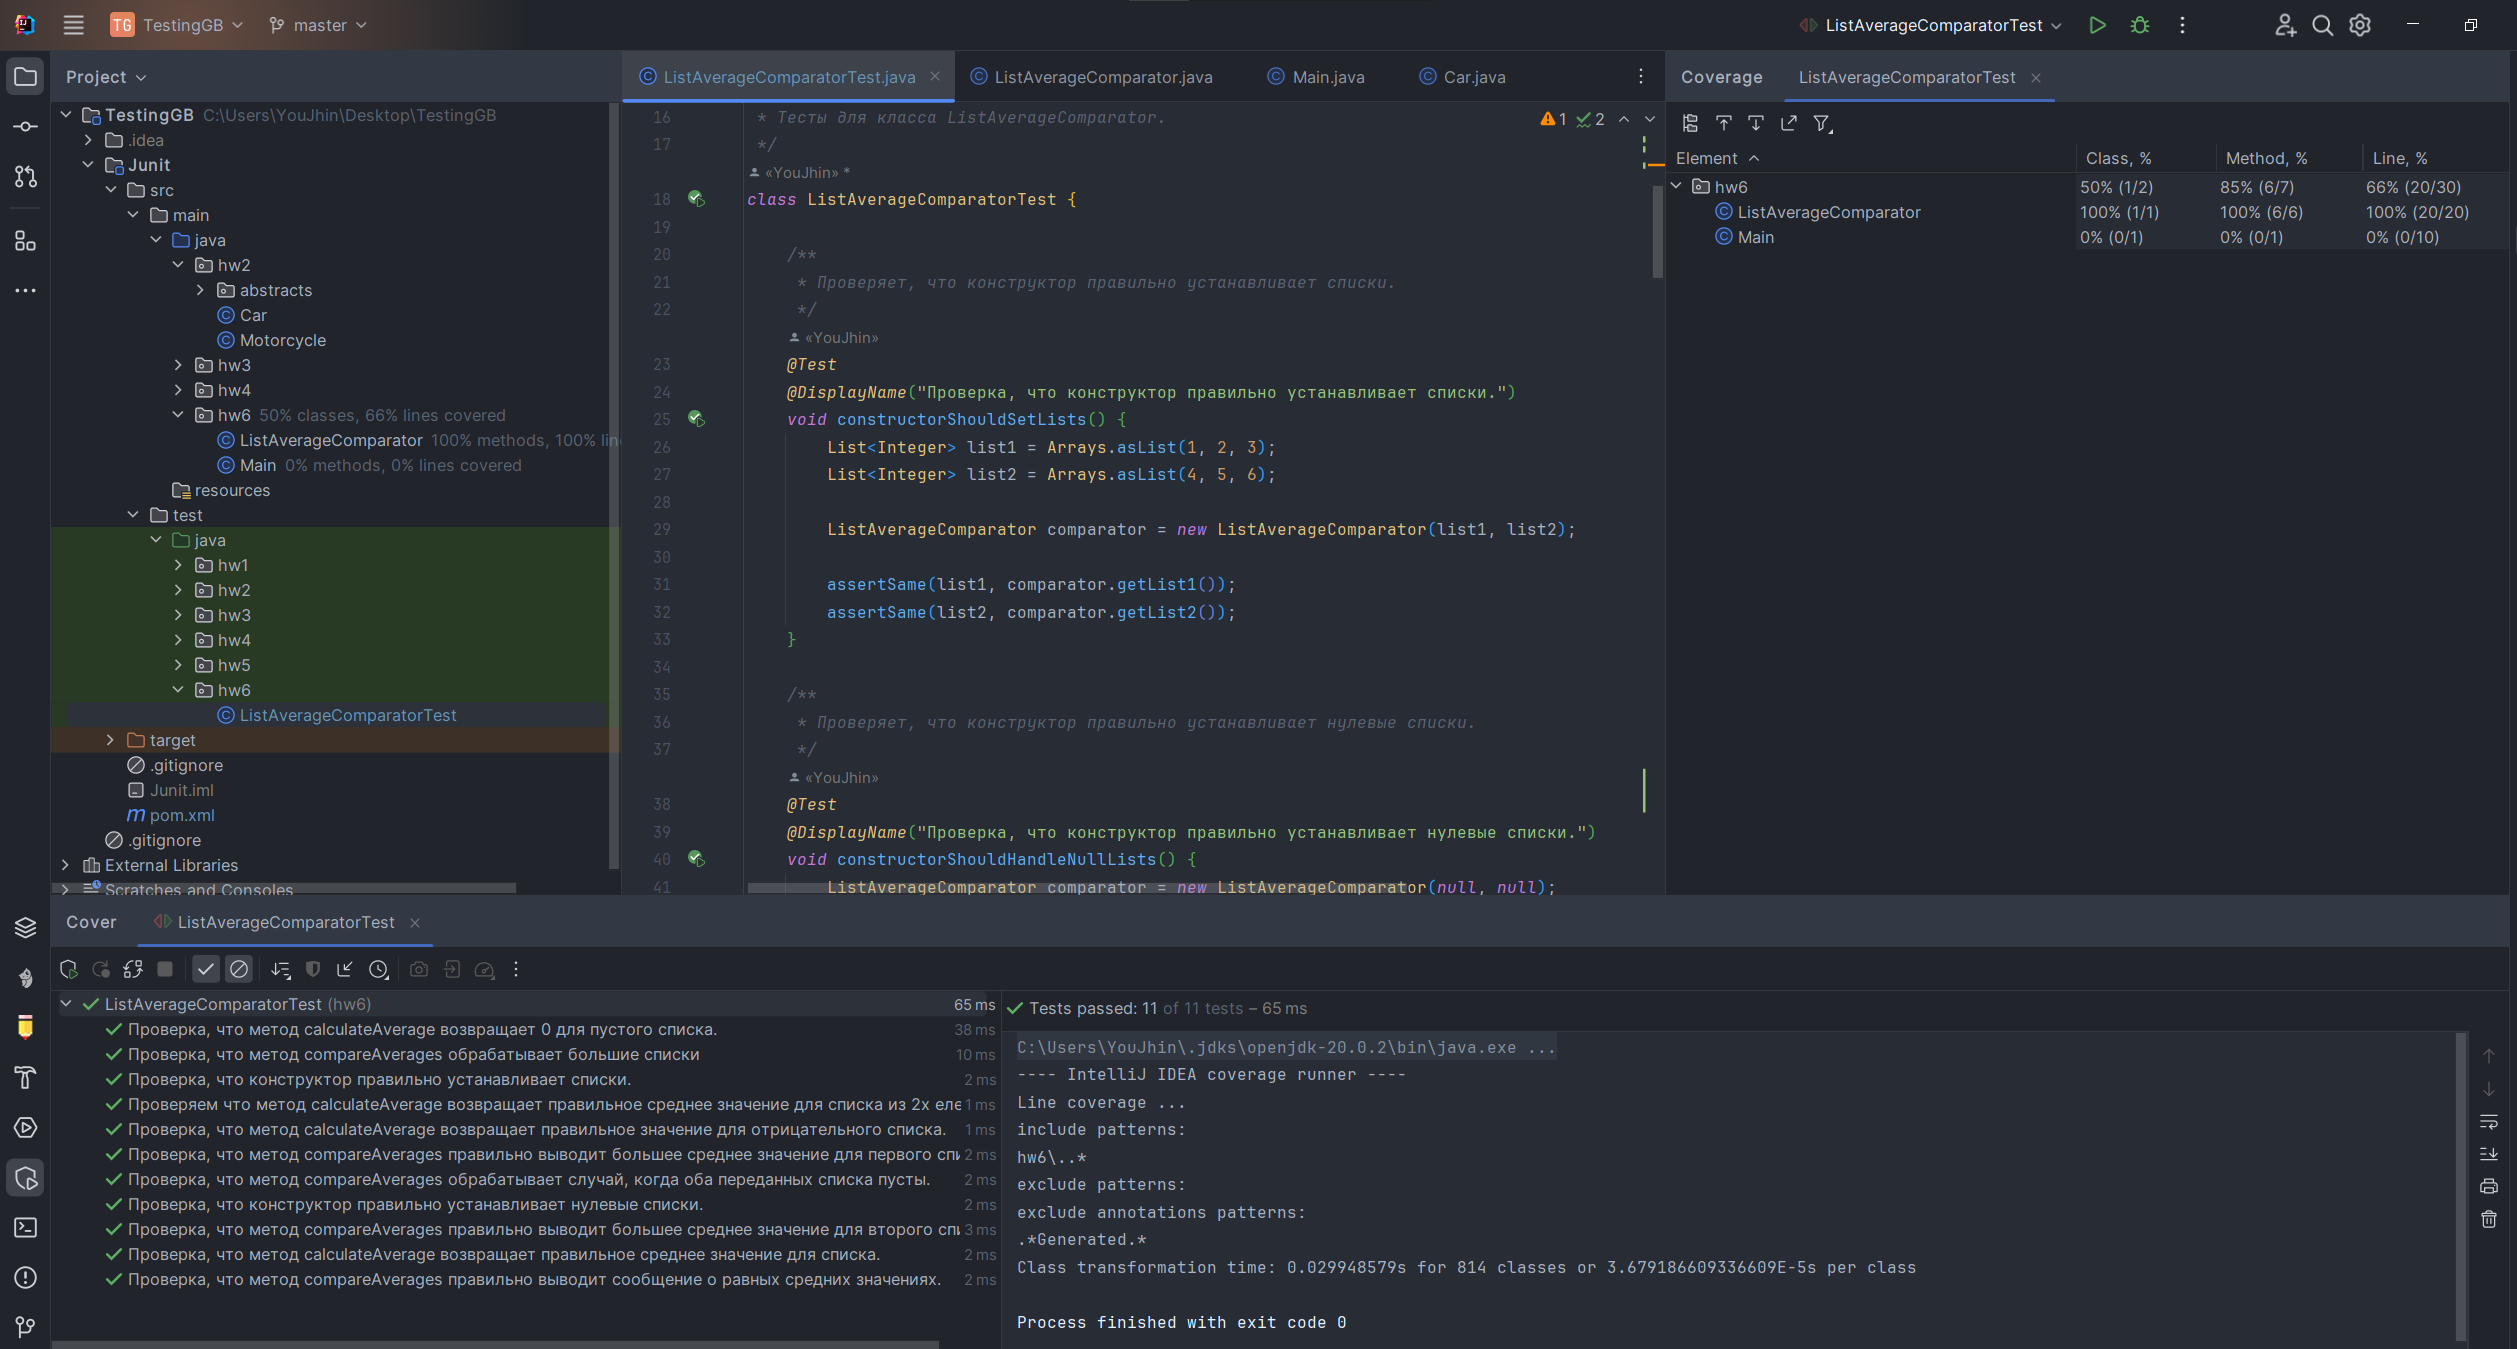 TG TestingGB master ListAverageComparatorTest
Project
ListAverageComparatorTest.java ListAverageComparator.java Main.java Car.java
Coverage ListAverageComparatorTest
TestingGB C:\Users\YouJhin\Desktop\TestingGB
.idea
Junit
src
main
java
hw2
abstracts
Car
Motorcycle
hw3
hw4
hw6 50% classes, 66% lines covered
ListAverageComparator 100% methods, 100% lin
Main 0% methods, 0% lines covered
resources
test
java
hw1
hw2
hw3
hw4
hw5
hw6
ListAverageComparatorTest
target
.gitignore
Junit.iml
pom.xml
.gitignore
External Libraries
Scratches and Consoles
1 2
16 * Тесты для класса ListAverageComparator.
17 */
«YouJhin» *
18 class ListAverageComparatorTest {
19
20 /**
21 * Проверяет, что конструктор правильно устанавливает списки.
22 */
«YouJhin»
23 @Test
24 @DisplayName("Проверка, что конструктор правильно устанавливает списки.")
25 void constructorShouldSetLists() {
26 List<Integer> list1 = Arrays.asList(1, 2, 3);
27 List<Integer> list2 = Arrays.asList(4, 5, 6);
28
29 ListAverageComparator comparator = new ListAverageComparator(list1, list2);
30
31 assertSame(list1, comparator.getList1());
32 assertSame(list2, comparator.getList2());
33 }
34
35 /**
36 * Проверяет, что конструктор правильно устанавливает нулевые списки.
37 */
«YouJhin»
38 @Test
39 @DisplayName("Проверка, что конструктор правильно устанавливает нулевые списки.")
40 void constructorShouldHandleNullLists() {
41 ListAverageComparator comparator = new ListAverageComparator(null, null);
Element Class, % Method, % Line, %
hw6 50% (1/2) 85% (6/7) 66% (20/30)
ListAverageComparator 100% (1/1) 100% (6/6) 100% (20/20)
Main 0% (0/1) 0% (0/1) 0% (0/10)
Cover ListAverageComparatorTest
ListAverageComparatorTest (hw6) 65 ms
Проверка, что метод calculateAverage возвращает 0 для пустого списка. 38 ms
Проверка, что метод compareAverages обрабатывает большие списки 10 ms
Проверка, что конструктор правильно устанавливает списки. 2 ms
Проверяем что метод calculateAverage возвращает правильное среднее значение для списка из 2х еле 1 ms
Проверка, что метод calculateAverage возвращает правильное значение для отрицательного списка. 1 ms
Проверка, что метод compareAverages правильно выводит большее среднее значение для первого спи 2 ms
Проверка, что метод compareAverages обрабатывает случай, когда оба переданных списка пусты. 2 ms
Проверка, что конструктор правильно устанавливает нулевые списки. 2 ms
Проверка, что метод compareAverages правильно выводит большее среднее значение для второго спи 3 ms
Проверка, что метод calculateAverage возвращает правильное среднее значение для списка. 2 ms
Проверка, что метод compareAverages правильно выводит сообщение о равных средних значениях. 2 ms
Tests passed: 11 of 11 tests – 65 ms
C:\Users\YouJhin\.jdks\openjdk-20.0.2\bin\java.exe ...
---- IntelliJ IDEA coverage runner ----
Line coverage ...
include patterns:
hw6\..*
exclude patterns:
exclude annotations patterns:
.*Generated.*
Class transformation time: 0.029948579s for 814 classes or 3.679186609336609E-5s per class
Process finished with exit code 0